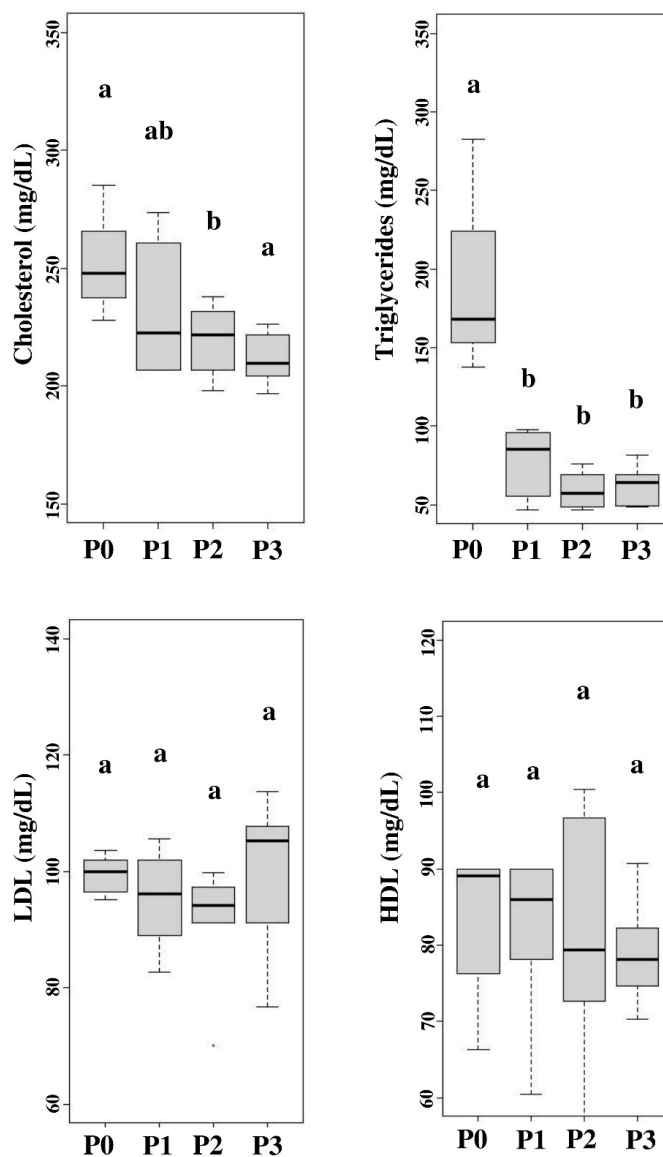 Cholesterol (mg/dL)
350
300
250
200
150
a
ab
b
a
P0 P1 P2 P3
Triglycerides (mg/dL)
350
300
250
200
150
100
50
a
b
b
b
P0 P1 P2 P3
LDL (mg/dL)
140
120
100
80
60
a
a
a
a
P0 P1 P2 P3
HDL (mg/dL)
120
110
100
90
80
70
60
a
a
a
a
P0 P1 P2 P3